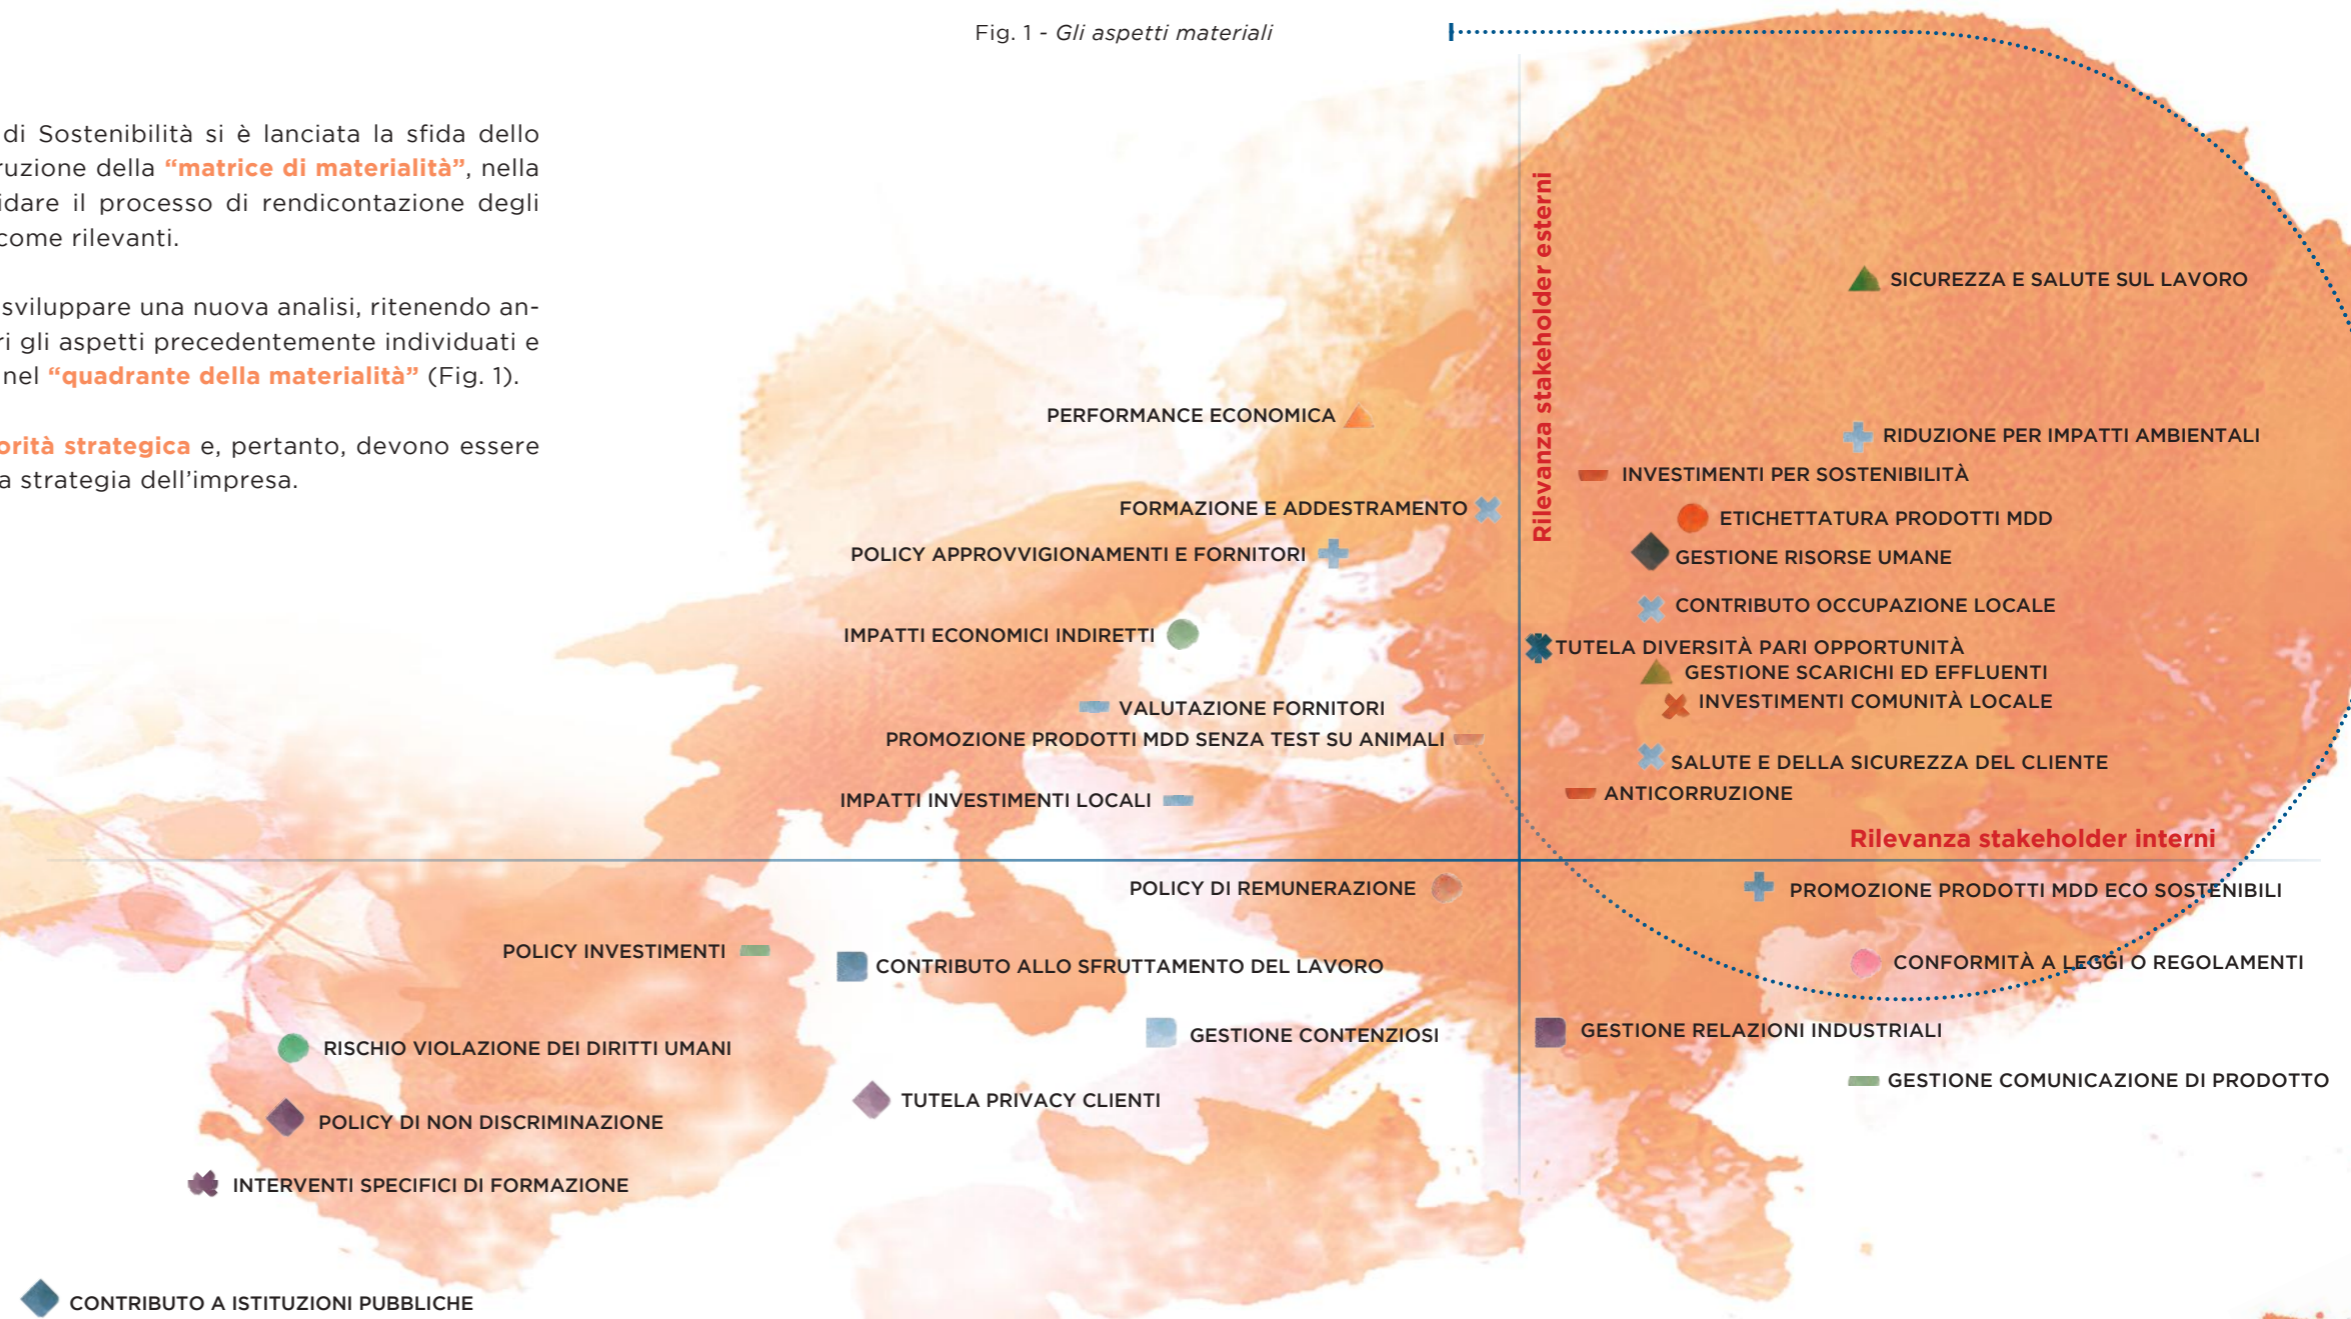 Fig. 1 - Gli aspetti materiali
di Sostenibilità si è lanciata la sfida dello
ruzione della “matrice di materialità”, nella
idare il processo di rendicontazione degli
come rilevanti.
sviluppare una nuova analisi, ritenendo an-
ri gli aspetti precedentemente individuati e
nel “quadrante della materialità” (Fig. 1).
orità strategica e, pertanto, devono essere
a strategia dell’impresa.
Rilevanza stakeholder esterni
SICUREZZA E SALUTE SUL LAVORO
PERFORMANCE ECONOMICA
RIDUZIONE PER IMPATTI AMBIENTALI
INVESTIMENTI PER SOSTENIBILITÀ
FORMAZIONE E ADDESTRAMENTO
ETICHETTATURA PRODOTTI MDD
POLICY APPROVVIGIONAMENTI E FORNITORI
GESTIONE RISORSE UMANE
CONTRIBUTO OCCUPAZIONE LOCALE
IMPATTI ECONOMICI INDIRETTI
TUTELA DIVERSITÀ PARI OPPORTUNITÀ
GESTIONE SCARICHI ED EFFLUENTI
INVESTIMENTI COMUNITÀ LOCALE
VALUTAZIONE FORNITORI
PROMOZIONE PRODOTTI MDD SENZA TEST SU ANIMALI
SALUTE E DELLA SICUREZZA DEL CLIENTE
ANTICORRUZIONE
IMPATTI INVESTIMENTI LOCALI
Rilevanza stakeholder interni
POLICY DI REMUNERAZIONE
PROMOZIONE PRODOTTI MDD ECO SOSTENIBILI
POLICY INVESTIMENTI
CONTRIBUTO ALLO SFRUTTAMENTO DEL LAVORO
CONFORMITÀ A LEGGI O REGOLAMENTI
GESTIONE CONTENZIOSI
GESTIONE RELAZIONI INDUSTRIALI
RISCHIO VIOLAZIONE DEI DIRITTI UMANI
GESTIONE COMUNICAZIONE DI PRODOTTO
TUTELA PRIVACY CLIENTI
POLICY DI NON DISCRIMINAZIONE
INTERVENTI SPECIFICI DI FORMAZIONE
CONTRIBUTO A ISTITUZIONI PUBBLICHE